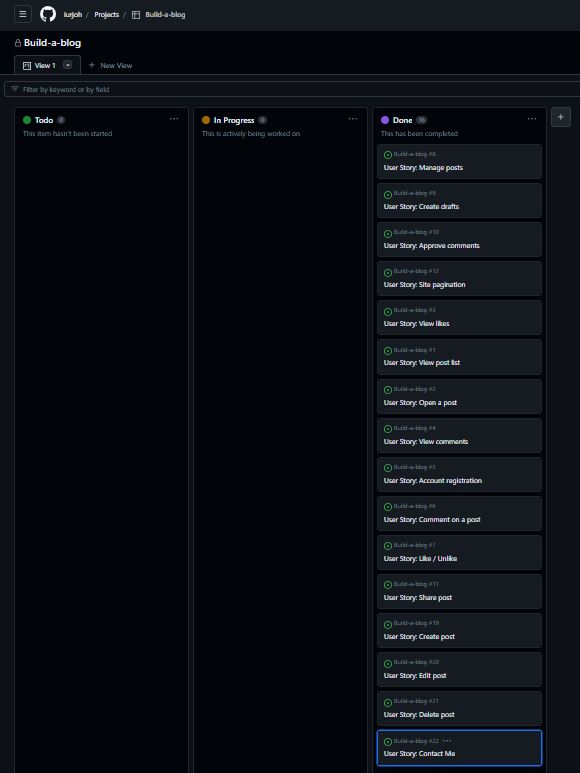 iurjoh / Projects / Build-a-blog
Build-a-blog
View 1 New View
Filter by keyword or by field
Todo 0
This item hasn't been started
In Progress 0
This is actively being worked on
Done 16
This has been completed
Build-a-blog #8
User Story: Manage posts
Build-a-blog #9
User Story: Create drafts
Build-a-blog #10
User Story: Approve comments
Build-a-blog #12
User Story: Site pagination
Build-a-blog #3
User Story: View likes
Build-a-blog #1
User Story: View post list
Build-a-blog #2
User Story: Open a post
Build-a-blog #4
User Story: View comments
Build-a-blog #5
User Story: Account registration
Build-a-blog #6
User Story: Comment on a post
Build-a-blog #7
User Story: Like / Unlike
Build-a-blog #11
User Story: Share post
Build-a-blog #19
User Story: Create post
Build-a-blog #20
User Story: Edit post
Build-a-blog #21
User Story: Delete post
Build-a-blog #22
User Story: Contact Me